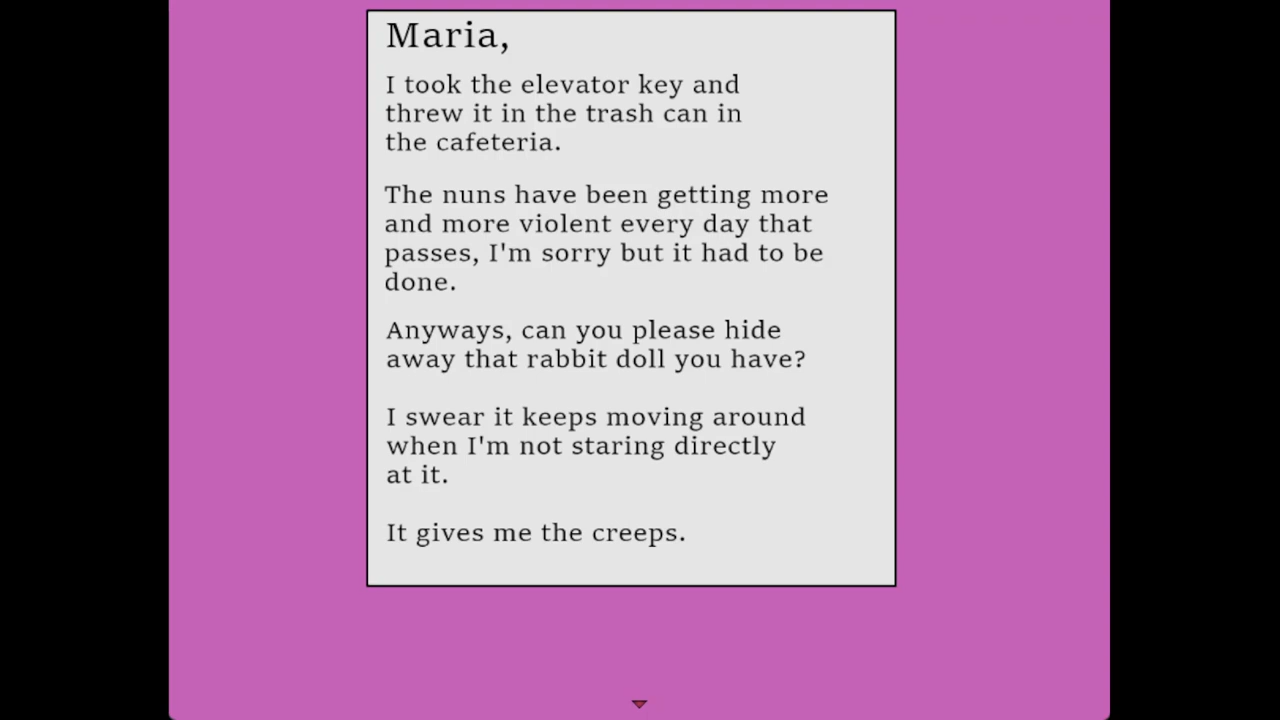 Maria,
I took the elevator key and
threw it in the trash can in
the cafeteria.
The nuns have been getting more
and more violent every day that
passes, I'm sorry but it had to be
done.
Anyways, can you please hide
away that rabbit doll you have?
I swear it keeps moving around
when I'm not staring directly
at it.
It gives me the creeps.